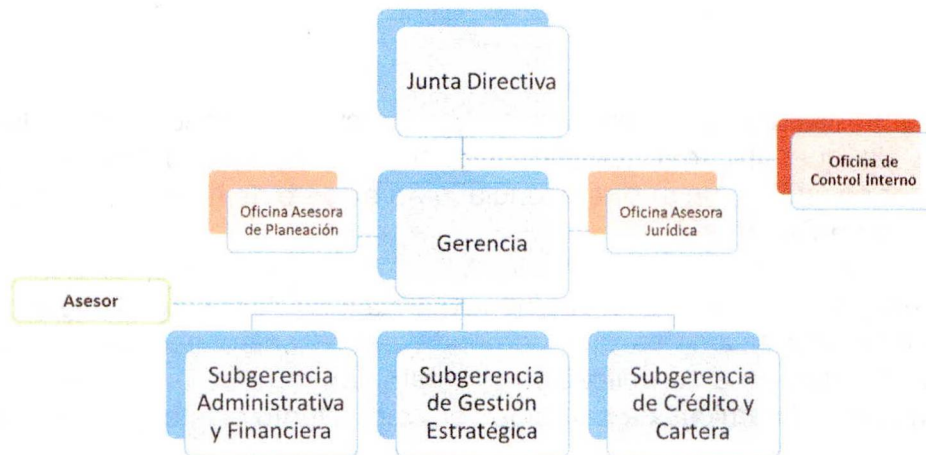 Junta Directiva
Oficina de
Control Interno
Oficina Asesora
de Planeación
Gerencia
Oficina Asesora
Jurídica
Asesor
Subgerencia
Administrativa
y Financiera
Subgerencia
de Gestión
Estratégica
Subgerencia
de Crédito y
Cartera